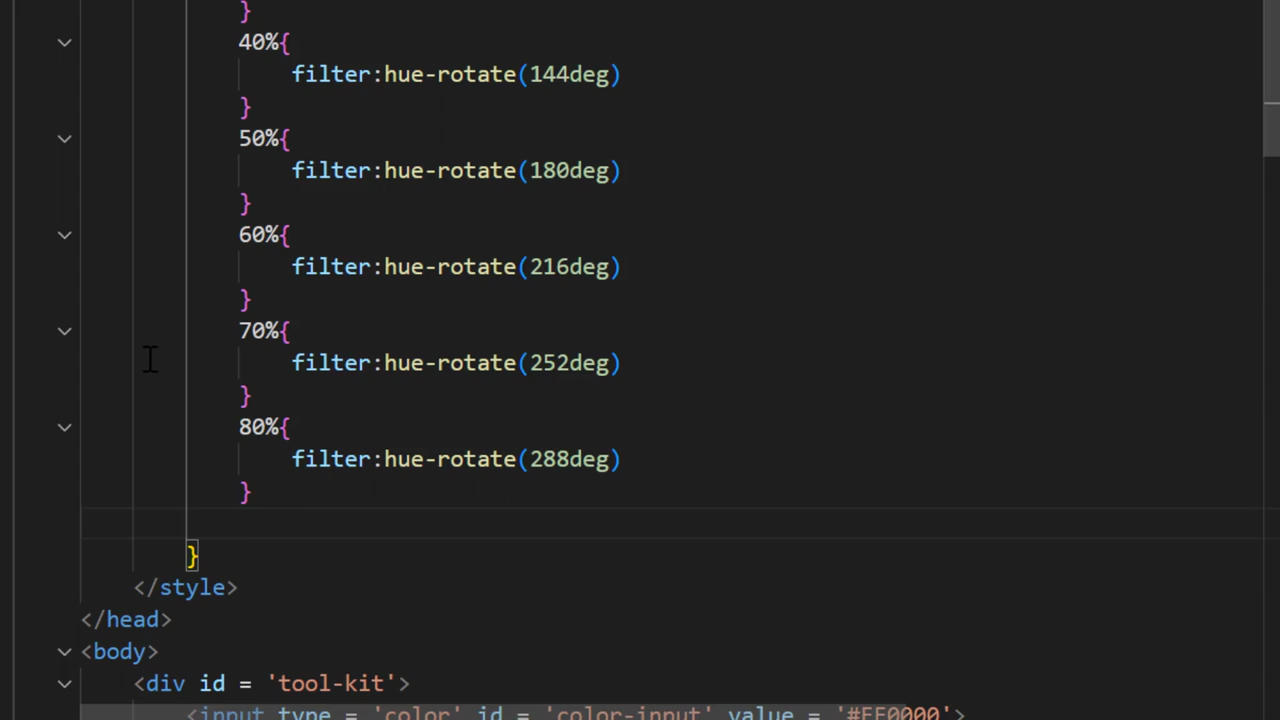 }
40%{
filter:hue-rotate(144deg)
}
50%{
filter:hue-rotate(180deg)
}
60%{
filter:hue-rotate(216deg)
}
70%{
filter:hue-rotate(252deg)
}
80%{
filter:hue-rotate(288deg)
}
}
</style>
</head>
<body>
<div id = 'tool-kit'>
<input type = 'color' id = 'color-input' value = '#FF0000'>